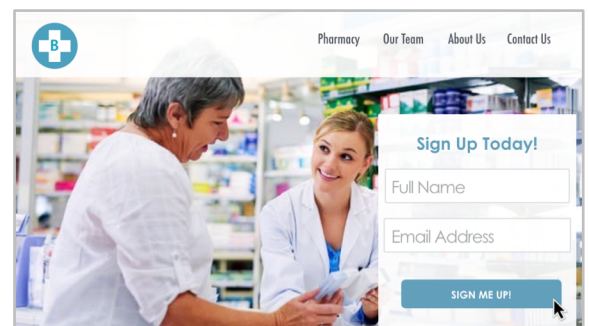 B
Pharmacy Our Team About Us Contact Us
Sign Up Today!
Full Name
Email Address
SIGN ME UP!